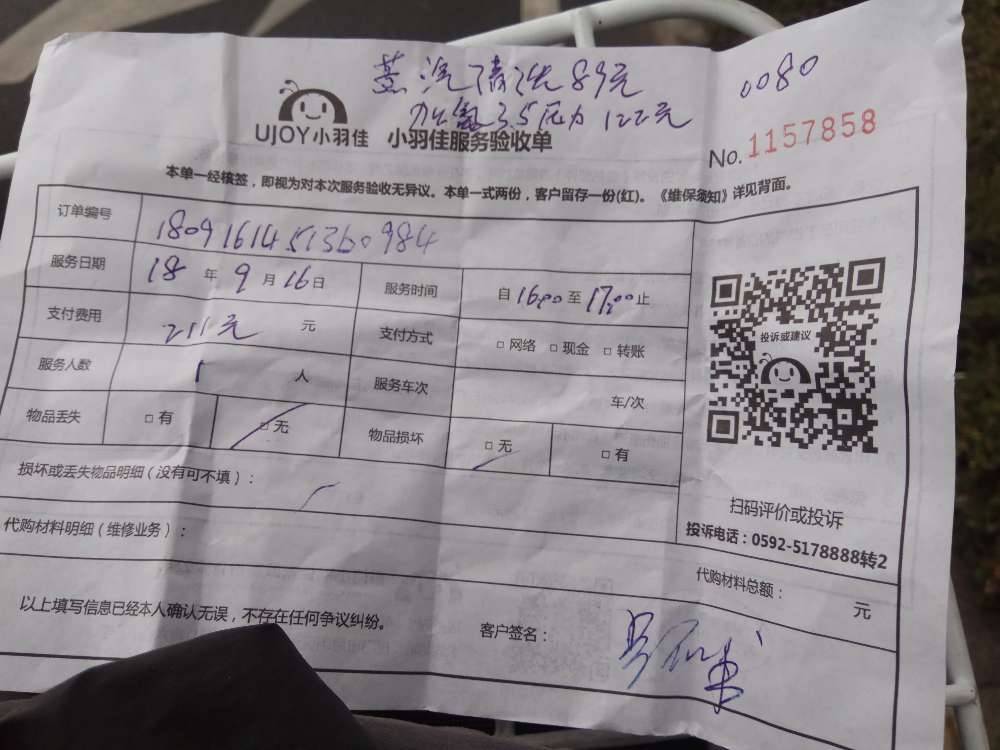 蒸汽清洗89元
0080
加氟3.5压力 122元
UJOY小羽佳 小羽佳服务验收单
No. 1157858
本单一经核签，即视为对本次服务验收无异议。本单一式两份，客户留存一份(红)。《维保须知》详见背面。
订单编号 1809161451360984
服务日期 18 年 9 月 16 日 服务时间 自 16:00 至 17:00 止
支付费用 211元 元 支付方式 □ 网络 □ 现金 □ 转账
服务人数 1 人 服务车次 车/次
物品丢失 □ 有 □ 无 物品损坏 □ 无 □ 有
损坏或丢失物品明细（没有可不填）：
代购材料明细（维修业务）：
投诉或建议
扫码评价或投诉
投诉电话：0592-5178888转2
代购材料总额： 元
以上填写信息已经本人确认无误，不存在任何争议纠纷。
客户签名：